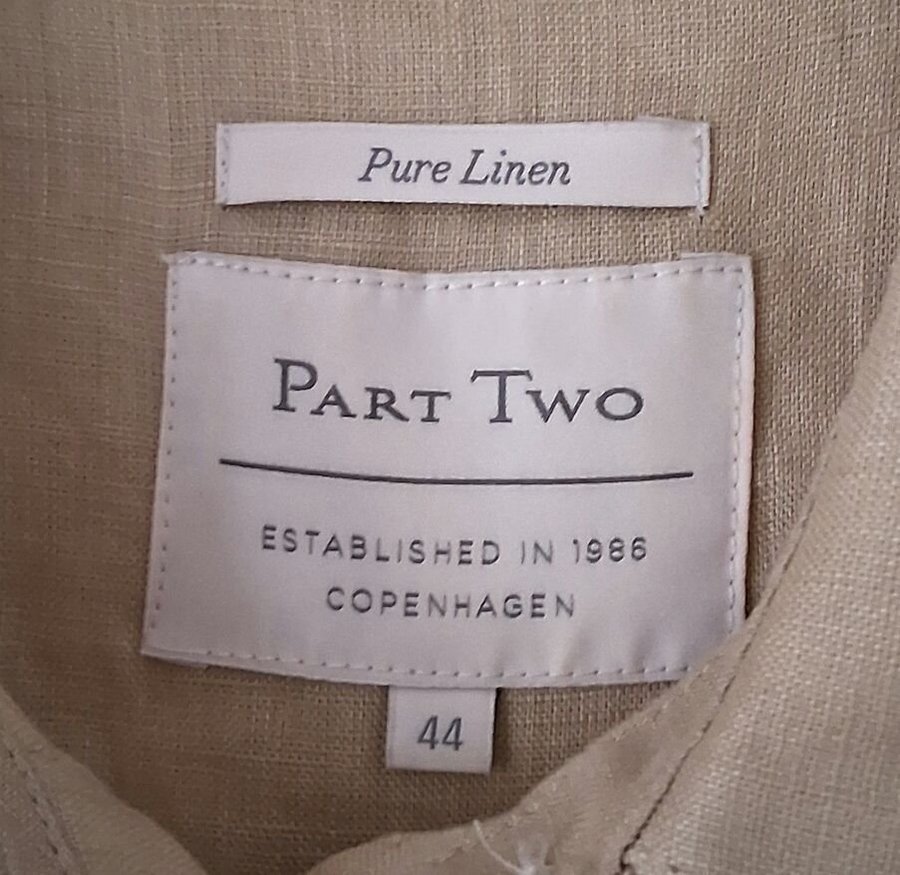 Pure Linen
PART TWO
ESTABLISHED IN 1986
COPENHAGEN
44